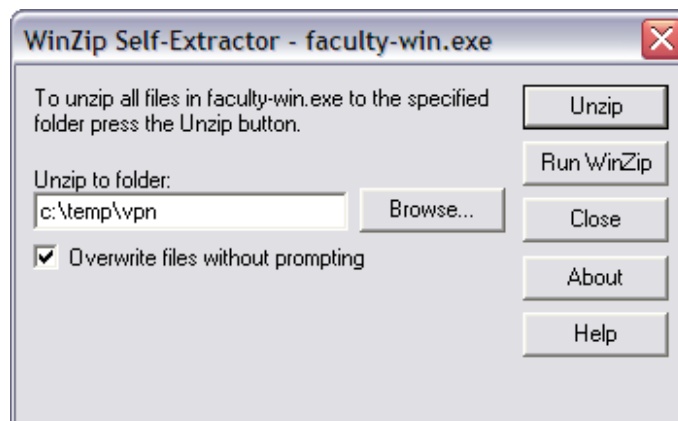 WinZip Self-Extractor - faculty-win.exe
To unzip all files in faculty-win.exe to the specified
folder press the Unzip button.
Unzip to folder:
c:\temp\vpn
Browse...
Overwrite files without prompting
Unzip
Run WinZip
Close
About
Help